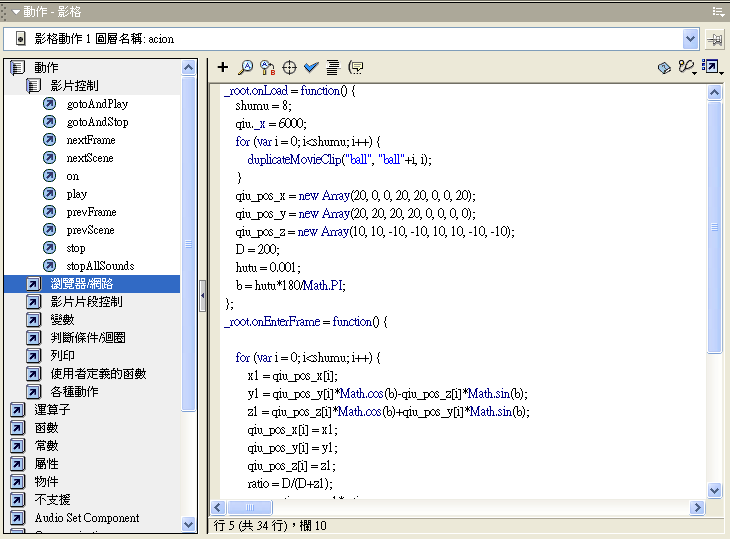 動作 - 影格
影格動作 1 圖層名稱: acion
動作
影片控制
gotoAndPlay
gotoAndStop
nextFrame
nextScene
on
play
prevFrame
prevScene
stop
stopAllSounds
瀏覽器/網路
影片片段控制
變數
判斷條件/迴圈
列印
使用者定義的函數
各種動作
運算子
函數
常數
屬性
物件
不支援
Audio Set Component
_root.onLoad = function() {
shumu = 8;
qiu._x = 6000;
for (var i = 0; i<shumu; i++) {
duplicateMovieClip("ball", "ball"+i, i);
}
qiu_pos_x = new Array(20, 0, 0, 20, 20, 0, 0, 20);
qiu_pos_y = new Array(20, 20, 20, 20, 0, 0, 0, 0);
qiu_pos_z = new Array(10, 10, -10, -10, 10, 10, -10, -10);
D = 200;
hutu = 0.001;
b = hutu*180/Math.PI;
};
_root.onEnterFrame = function() {
for (var i = 0; i<shumu; i++) {
x1 = qiu_pos_x[i];
y1 = qiu_pos_y[i]*Math.cos(b)-qiu_pos_z[i]*Math.sin(b);
z1 = qiu_pos_z[i]*Math.cos(b)+qiu_pos_y[i]*Math.sin(b);
qiu_pos_x[i] = x1;
qiu_pos_y[i] = y1;
qiu_pos_z[i] = z1;
ratio = D/(D+z1);
行 5 (共 34 行)，欄 10